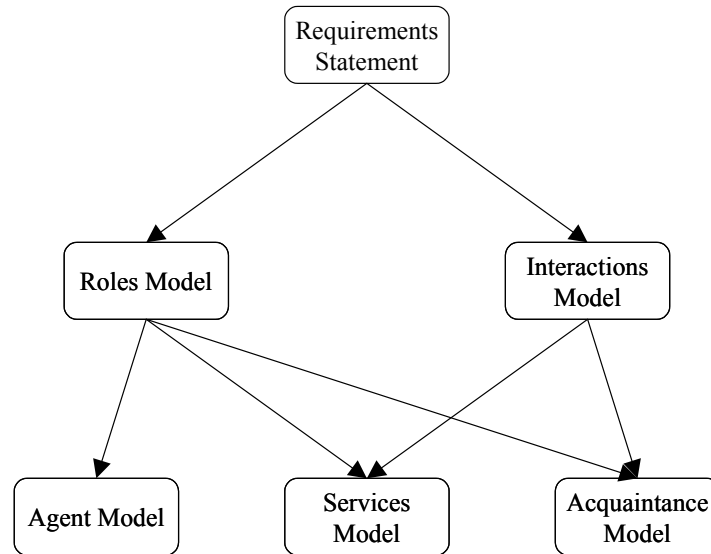 Requirements
Statement
Roles Model
Interactions
Model
Agent Model
Services
Model
Acquaintance
Model